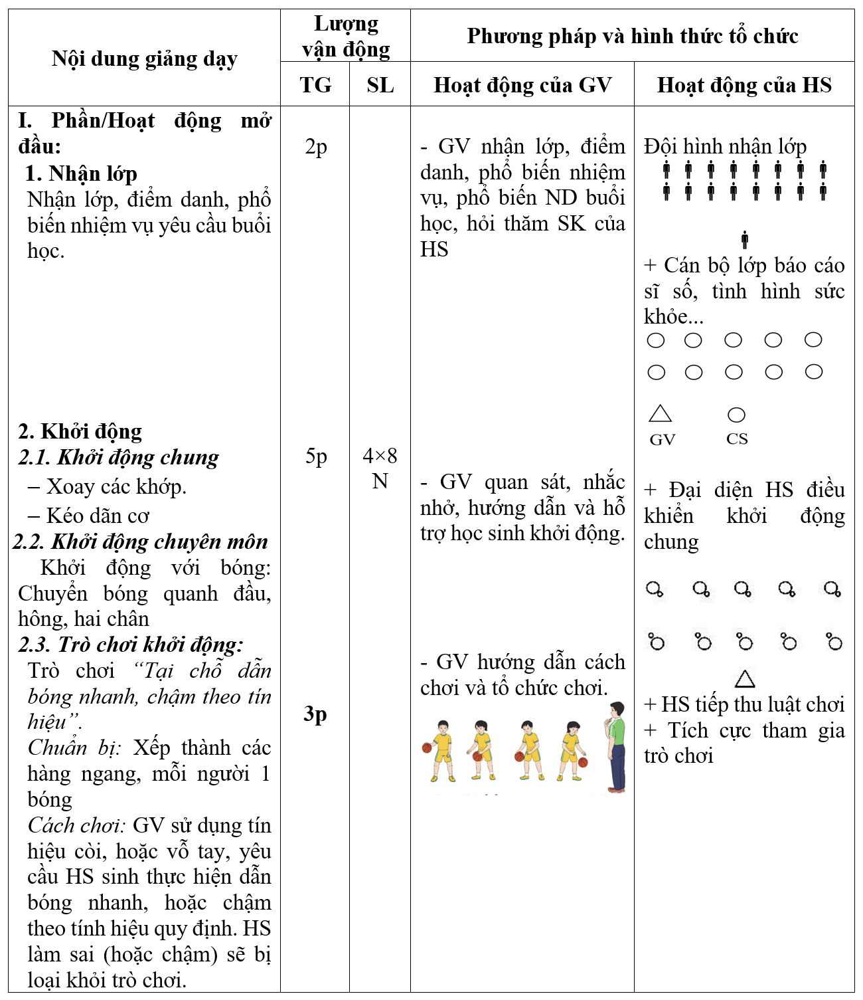 Nội dung giảng dạy
Lượng
vận động
Phương pháp và hình thức tổ chức
TG
SL
Hoạt động của GV
Hoạt động của HS
I. Phần/Hoạt động mở
đầu:
1. Nhận lớp
Nhận lớp, điểm danh, phổ
biến nhiệm vụ yêu cầu buổi
học.
2. Khởi động
2.1. Khởi động chung
– Xoay các khớp.
– Kéo dãn cơ
2.2. Khởi động chuyên môn
Khởi động với bóng:
Chuyển bóng quanh đầu,
hông, hai chân
2.3. Trò chơi khởi động:
Trò chơi “Tại chỗ dẫn
bóng nhanh, chậm theo tín
hiệu”.
Chuẩn bị: Xếp thành các
hàng ngang, mỗi người 1
bóng
Cách chơi: GV sử dụng tín
hiệu còi, hoặc vỗ tay, yêu
cầu HS sinh thực hiện dẫn
bóng nhanh, hoặc chậm
theo tính hiệu quy định. HS
làm sai (hoặc chậm) sẽ bị
loại khỏi trò chơi.
2p
5p
3p
4×8
N
- GV nhận lớp, điểm
danh, phổ biến nhiệm
vụ, phổ biến ND buổi
học, hỏi thăm SK của
HS
- GV quan sát, nhắc
nhở, hướng dẫn và hỗ
trợ học sinh khởi động.
- GV hướng dẫn cách
chơi và tổ chức chơi.
Đội hình nhận lớp
+ Cán bộ lớp báo cáo
sĩ số, tình hình sức
khỏe...
GV
CS
+ Đại diện HS điều
khiển khởi động
chung
+ HS tiếp thu luật chơi
+ Tích cực tham gia
trò chơi